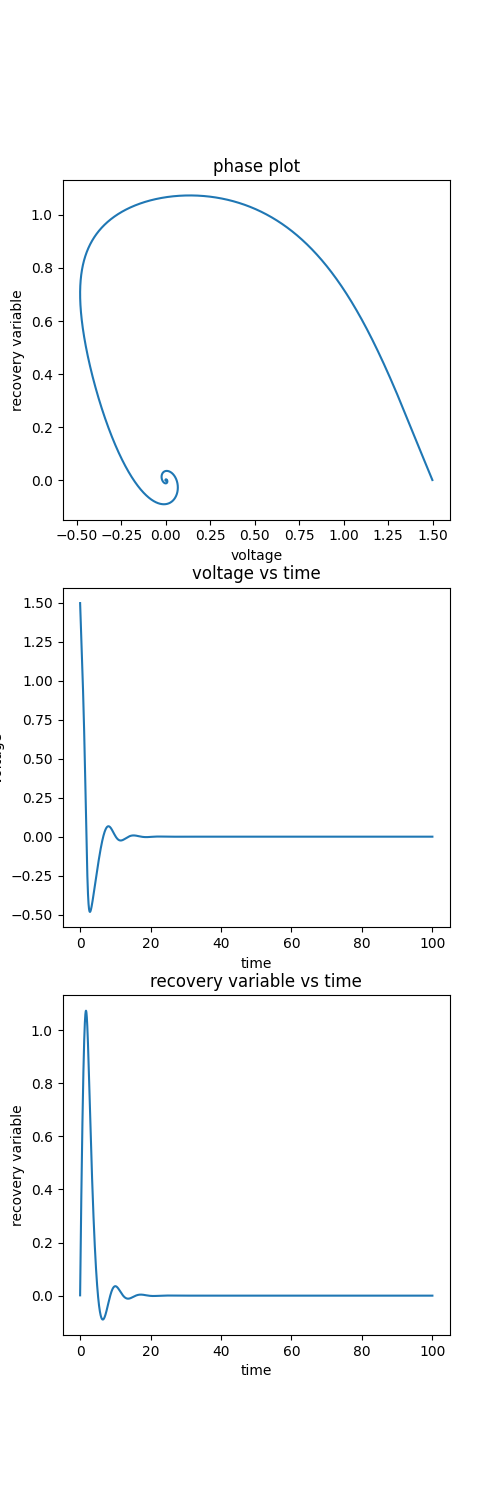 phase plot
1.0
0.8
0.6
0.4
0.2
0.0
recovery variable
−0.50 −0.25 0.00 0.25 0.50 0.75 1.00 1.25 1.50
voltage
voltage vs time
1.50
1.25
1.00
0.75
0.50
0.25
0.00
−0.25
−0.50
0 20 40 60 80 100
time
recovery variable vs time
1.0
0.8
0.6
0.4
0.2
0.0
recovery variable
0 20 40 60 80 100
time